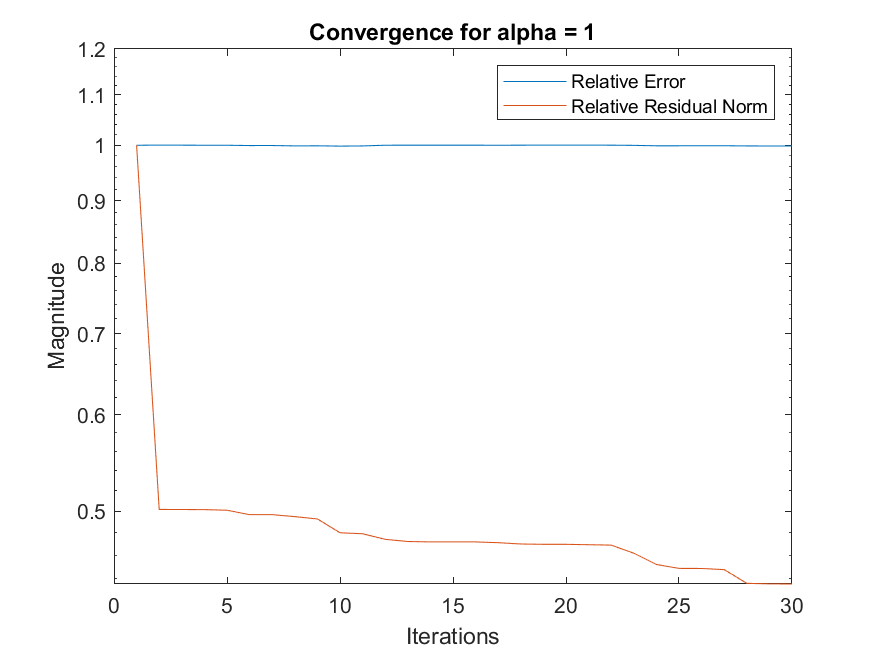 Convergence for alpha = 1
1.2
1.1
1
0.9
0.8
0.7
0.6
0.5
Magnitude
Relative Error
Relative Residual Norm
0 5 10 15 20 25 30
Iterations